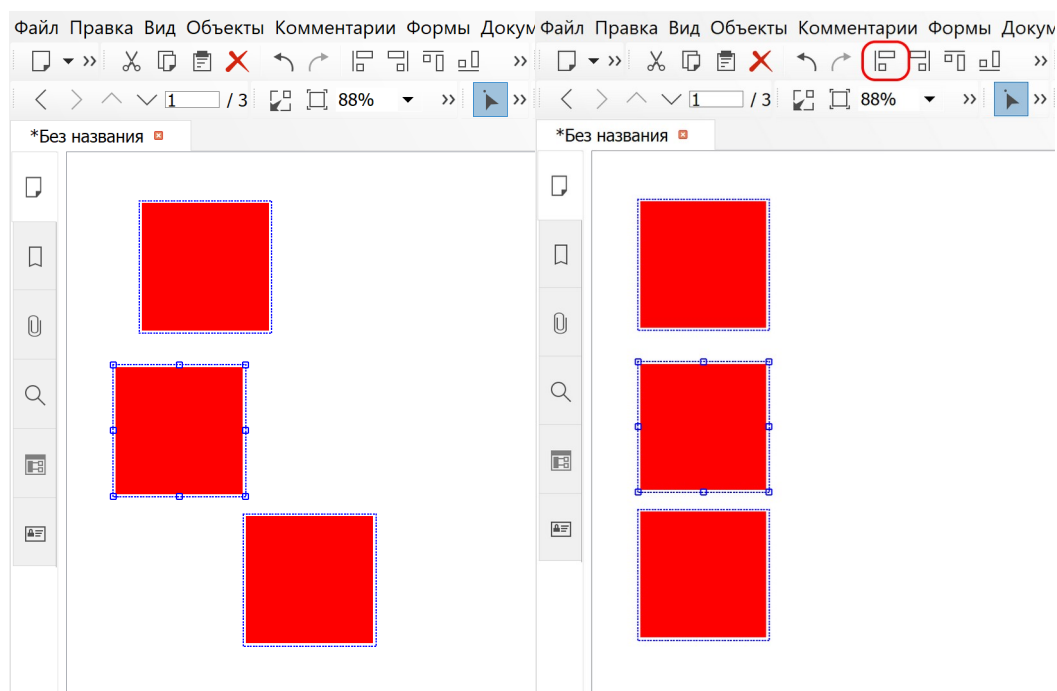 Файл Правка Вид Объекты Комментарии Формы Докум
1 / 3 88%
*Без названия
Файл Правка Вид Объекты Комментарии Формы Докум
1 / 3 88%
*Без названия